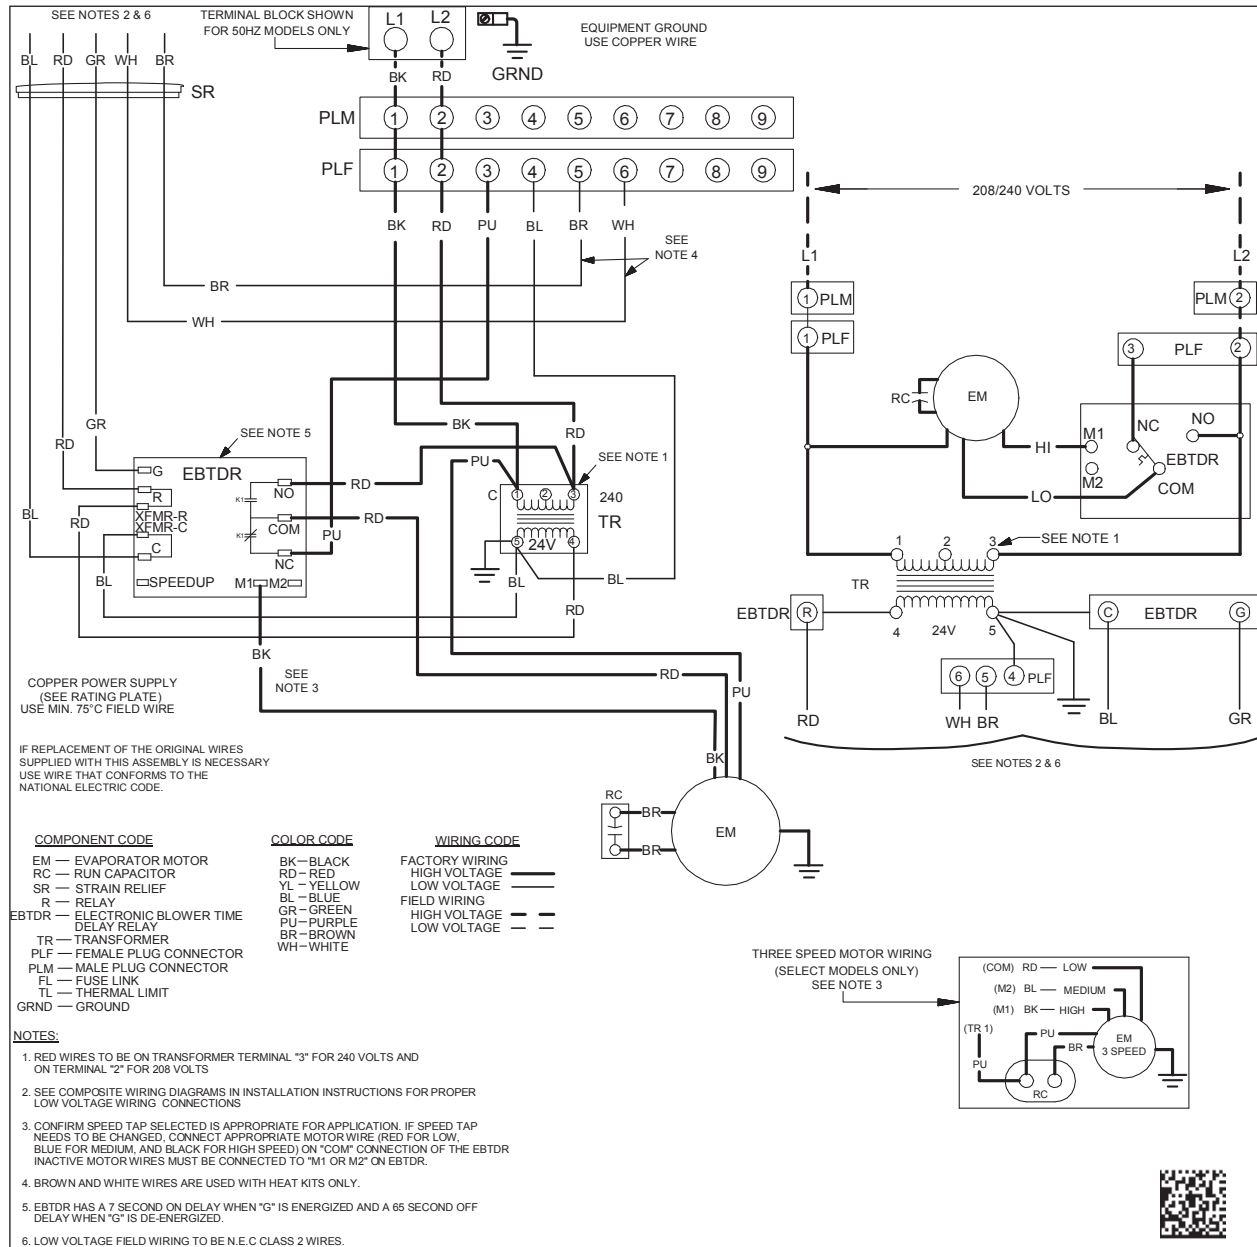 SEE NOTES 2 & 6
TERMINAL BLOCK SHOWN
FOR 50HZ MODELS ONLY
L1 L2
EQUIPMENT GROUND
USE COPPER WIRE
GRND
BL RD GR WH BR
SR
BK RD
PLM 1 2 3 4 5 6 7 8 9
PLF 1 2 3 4 5 6 7 8 9
BK RD PU BL BR WH
SEE
NOTE 4
BR
WH
208/240 VOLTS
L1
L2
1 PLM
PLM 2
1 PLF
3 PLF 2
RC
EM
NC
NO
M1
HI
EBTDR
M2
COM
LO
GR
RD
BK
RD
SEE NOTE 5
PU
SEE NOTE 1
EBTDR
G
R
XFMR-R
XFMR-C
C
SPEEDUP
K1
K1
NO
COM
NC
M1 M2
RD
RD
PU
BL
RD
BL
C 1 2 3 240
TR
5 24V 4
BL
BL
RD
1 2 3
SEE NOTE 1
TR
4 24V 5
EBTDR R
C EBTDR G
6 5 4 PLF
RD
WH BR
BL
GR
SEE NOTES 2 & 6
BK
SEE
NOTE 3
RD
PU
BK
COPPER POWER SUPPLY
(SEE RATING PLATE)
USE MIN. 75°C FIELD WIRE
IF REPLACEMENT OF THE ORIGINAL WIRES
SUPPLIED WITH THIS ASSEMBLY IS NECESSARY
USE WIRE THAT CONFORMS TO THE
NATIONAL ELECTRIC CODE.
RC
BR
BR
EM
COMPONENT CODE
EM — EVAPORATOR MOTOR
RC — RUN CAPACITOR
SR — STRAIN RELIEF
R — RELAY
EBTDR — ELECTRONIC BLOWER TIME
DELAY RELAY
TR — TRANSFORMER
PLF — FEMALE PLUG CONNECTOR
PLM — MALE PLUG CONNECTOR
FL — FUSE LINK
TL — THERMAL LIMIT
GRND — GROUND
COLOR CODE
BK — BLACK
RD – RED
YL – YELLOW
BL – BLUE
GR – GREEN
PU – PURPLE
BR – BROWN
WH – WHITE
WIRING CODE
FACTORY WIRING
HIGH VOLTAGE
LOW VOLTAGE
FIELD WIRING
HIGH VOLTAGE
LOW VOLTAGE
THREE SPEED MOTOR WIRING
(SELECT MODELS ONLY)
SEE NOTE 3
(COM) RD — LOW
(M2) BL — MEDIUM
(M1) BK — HIGH
(TR 1)
PU
PU
BR
EM
3 SPEED
RC
NOTES:
1. RED WIRES TO BE ON TRANSFORMER TERMINAL "3" FOR 240 VOLTS AND
ON TERMINAL "2" FOR 208 VOLTS
2. SEE COMPOSITE WIRING DIAGRAMS IN INSTALLATION INSTRUCTIONS FOR PROPER
LOW VOLTAGE WIRING CONNECTIONS
3. CONFIRM SPEED TAP SELECTED IS APPROPRIATE FOR APPLICATION. IF SPEED TAP
NEEDS TO BE CHANGED, CONNECT APPROPRIATE MOTOR WIRE (RED FOR LOW,
BLUE FOR MEDIUM, AND BLACK FOR HIGH SPEED) ON "COM" CONNECTION OF THE EBTDR
INACTIVE MOTOR WIRES MUST BE CONNECTED TO "M1 OR M2" ON EBTDR.
4. BROWN AND WHITE WIRES ARE USED WITH HEAT KITS ONLY.
5. EBTDR HAS A 7 SECOND ON DELAY WHEN "G" IS ENERGIZED AND A 65 SECOND OFF
DELAY WHEN "G" IS DE-ENERGIZED.
6. LOW VOLTAGE FIELD WIRING TO BE N.E.C CLASS 2 WIRES.